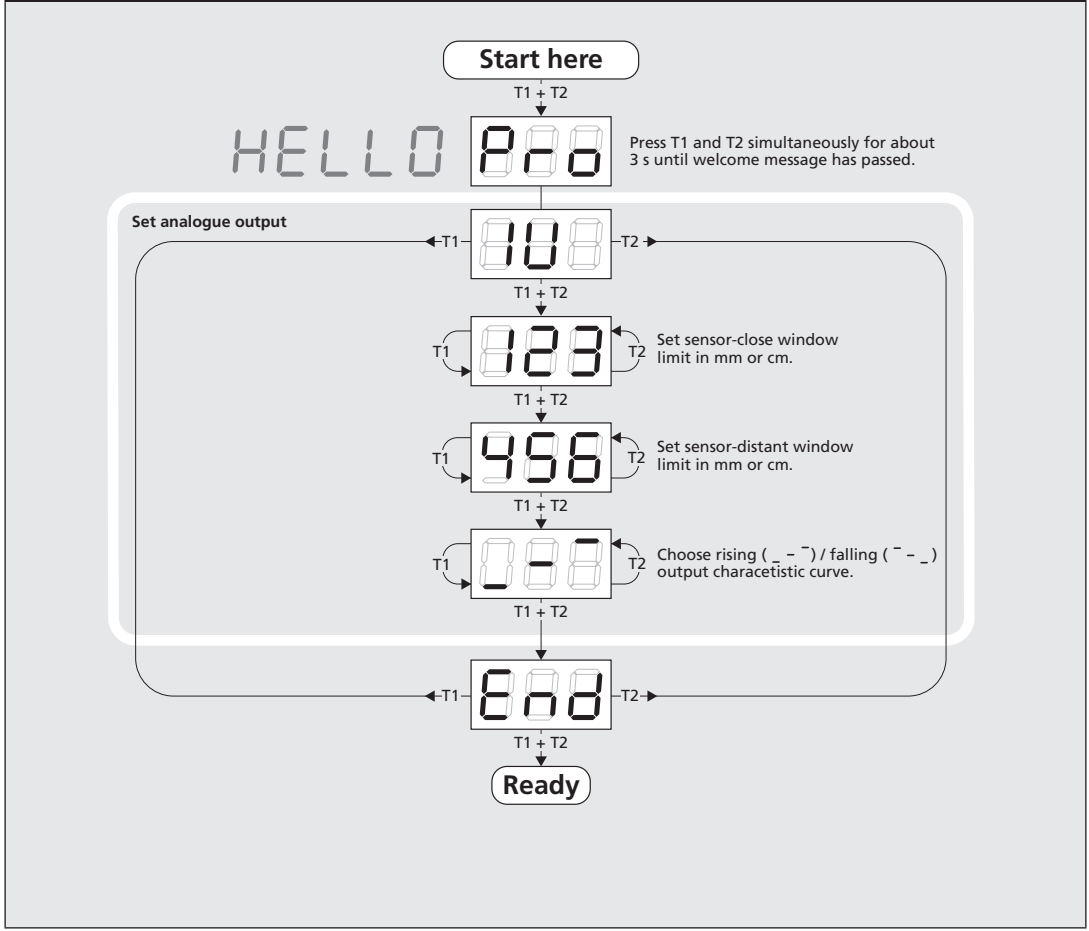 Start here
T1 + T2
HELLO Pro
Press T1 and T2 simultaneously for about
3 s until welcome message has passed.
Set analogue output
T1 IU T2
T1 + T2
T1 123 T2
Set sensor-close window
limit in mm or cm.
T1 + T2
T1 456 T2
Set sensor-distant window
limit in mm or cm.
T1 + T2
T1 _ - ¯ T2
Choose rising ( _ - ¯ ) / falling ( ¯ - _ )
output characetistic curve.
T1 + T2
T1 End T2
T1 + T2
Ready